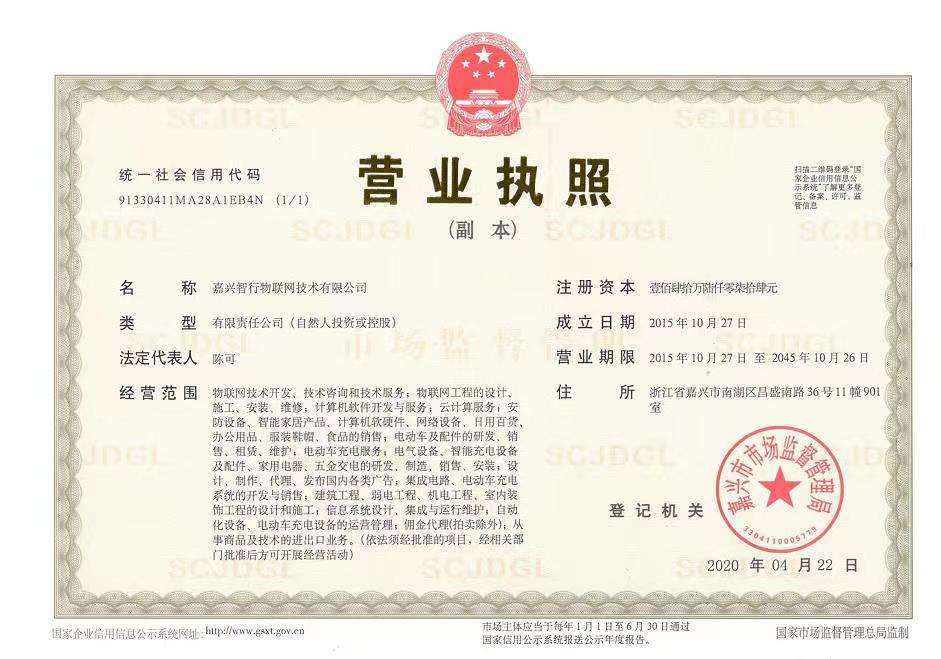 统一社会信用代码
91330411MA28A1EB4N (1/1)
营业执照
(副 本)
扫描二维码登录"国
家企业信用信息公
示系统"了解更多登
记、备案、许可、监
管信息
名 称 嘉兴智行物联网技术有限公司
类 型 有限责任公司(自然人投资或控股)
法定代表人 陈可
经营范围 物联网技术开发、技术咨询和技术服务;物联网工程的设计、
施工、安装、维修;计算机软件开发与服务;云计算服务;安
防设备、智能家居产品、计算机软硬件、网络设备、日用百货、
办公用品、服装鞋帽、食品的销售;电动车及配件的研发、销
售、租赁、维护;电动车充电服务;电气设备、智能充电设备
及配件、家用电器、五金交电的研发、制造、销售、安装;设
计、制作、代理、发布国内各类广告;集成电路、电动车充电
系统的开发与销售;建筑工程、弱电工程、机电工程、室内装
饰工程的设计和施工;信息系统设计、集成与运行维护;自动
化设备、电动车充电设备的运营管理;佣金代理(拍卖除外);从
事商品及技术的进出口业务。(依法须经批准的项目,经相关部
门批准后方可开展经营活动)
注册资本 壹佰肆拾万陆仟零柒拾肆元
成立日期 2015年10月27日
营业期限 2015年10月27日 至 2045年10月26日
住 所 浙江省嘉兴市南湖区昌盛南路36号11幢901
室
登记机关
嘉兴市市场监督管理局
3304110005779
2020 年 04 月 22 日
国家企业信用信息公示系统网址: http://www.gsxt.gov.cn
市场主体应当于每年1月1日至6月30日通过
国家信用公示系统报送公示年度报告。
国家市场监督管理总局监制
SCJDGL
市场监督管理